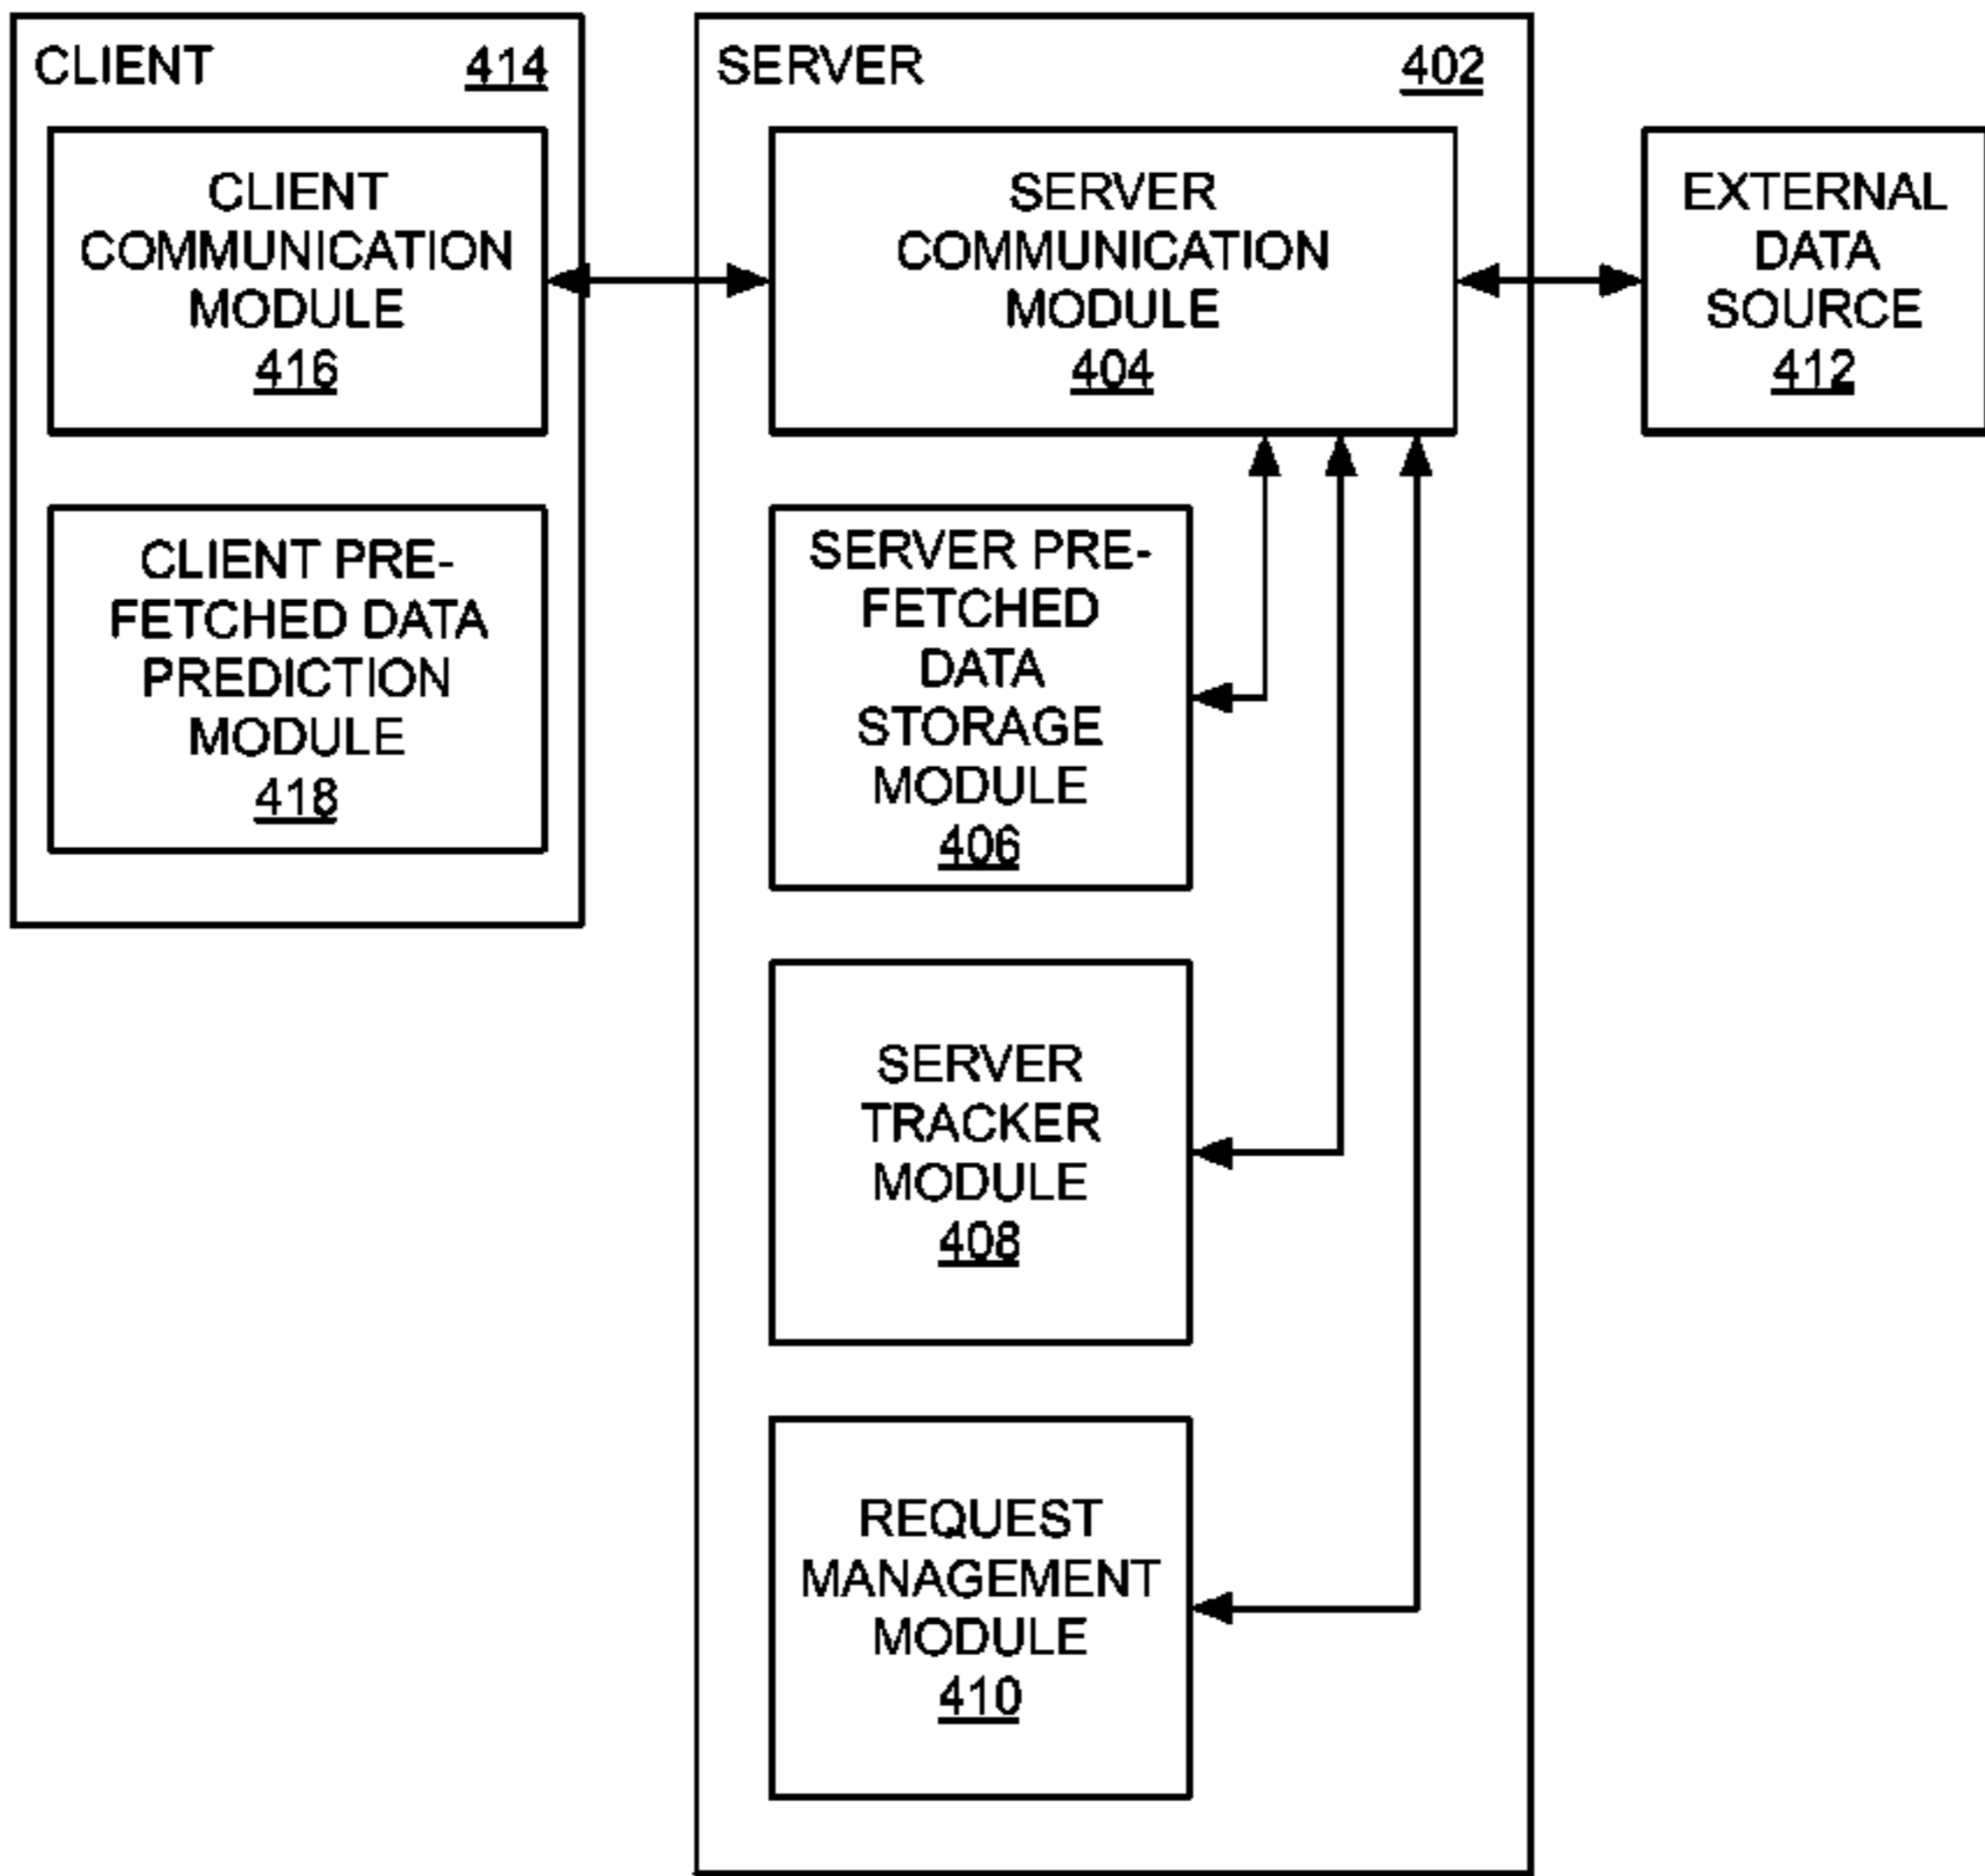 CLIENT 414
CLIENT
COMMUNICATION
MODULE
416
CLIENT PRE-
FETCHED DATA
PREDICTION
MODULE
418
SERVER 402
SERVER
COMMUNICATION
MODULE
404
SERVER PRE-
FETCHED
DATA
STORAGE
MODULE
406
SERVER
TRACKER
MODULE
408
REQUEST
MANAGEMENT
MODULE
410
EXTERNAL
DATA
SOURCE
412